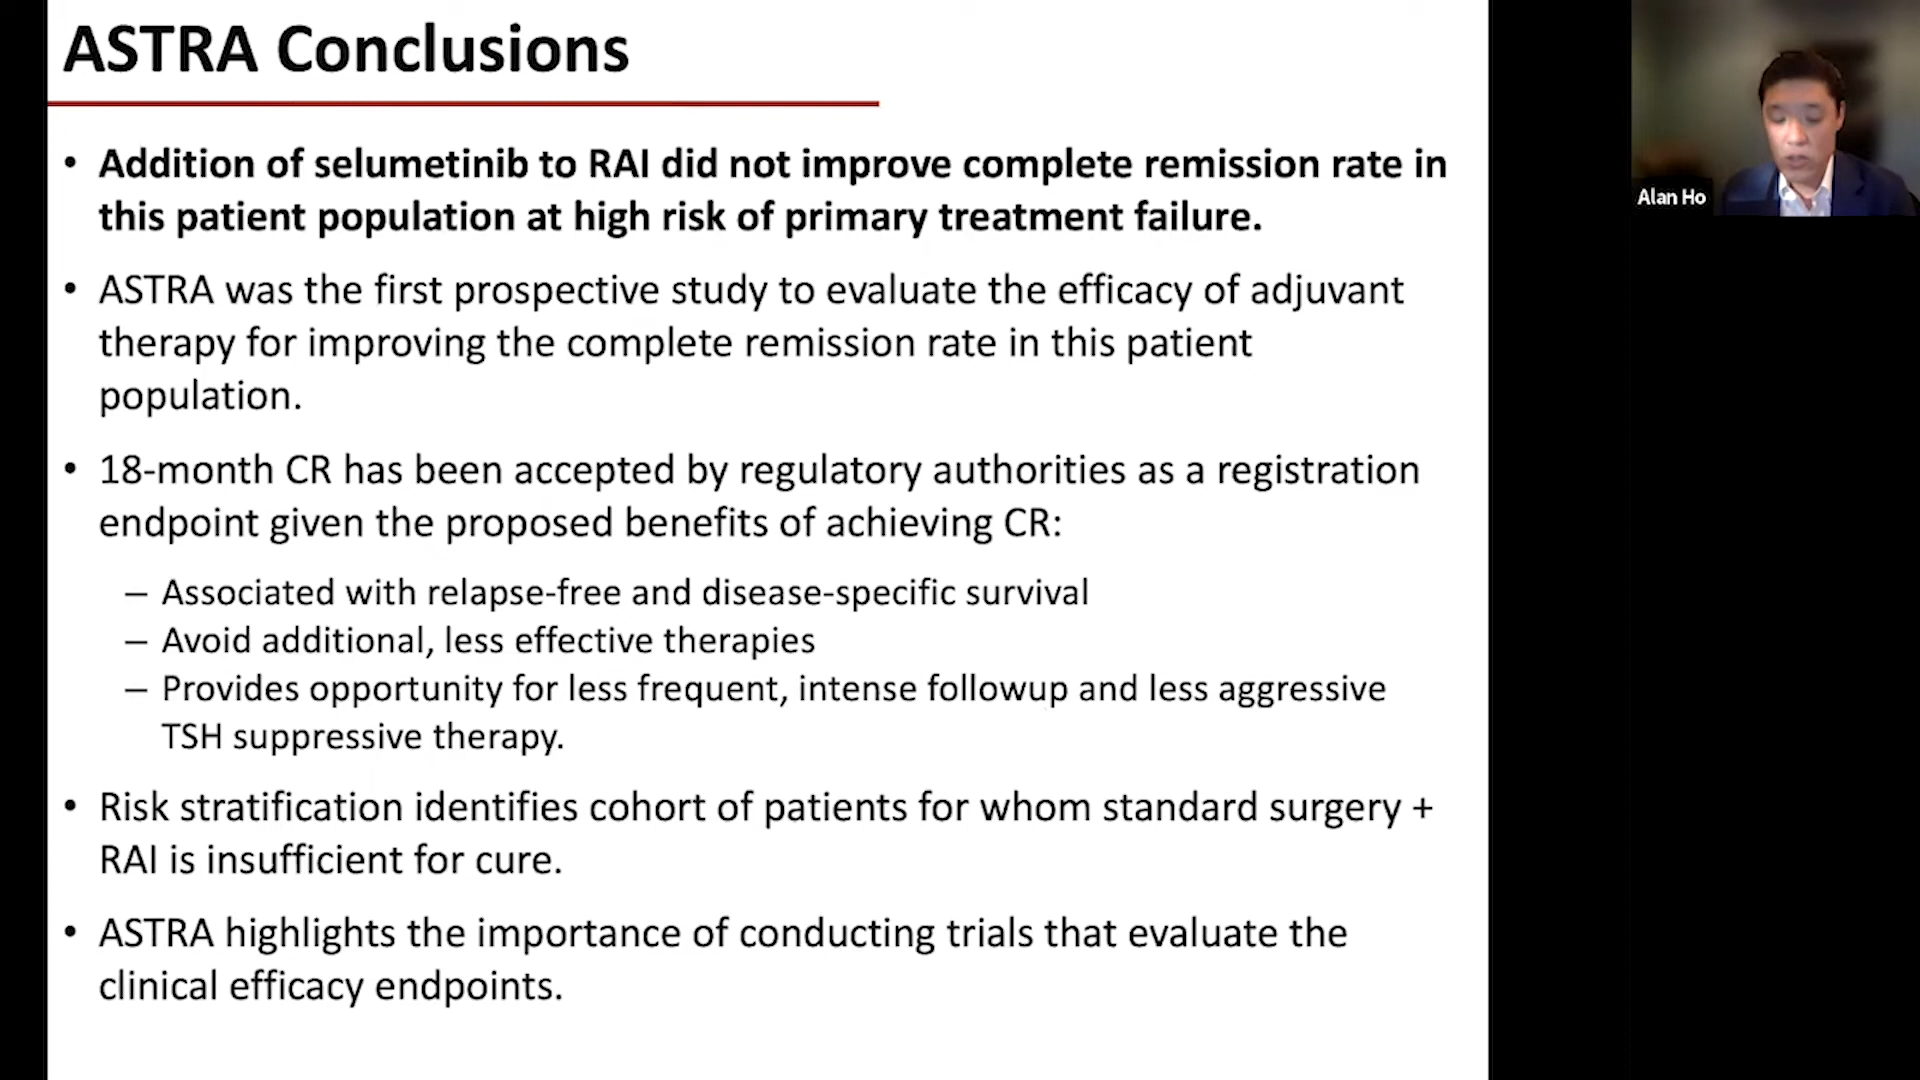 ASTRA Conclusions
• Addition of selumetinib to RAI did not improve complete remission rate in
this patient population at high risk of primary treatment failure.
• ASTRA was the first prospective study to evaluate the efficacy of adjuvant
therapy for improving the complete remission rate in this patient
population.
• 18-month CR has been accepted by regulatory authorities as a registration
endpoint given the proposed benefits of achieving CR:
– Associated with relapse-free and disease-specific survival
– Avoid additional, less effective therapies
– Provides opportunity for less frequent, intense followup and less aggressive
TSH suppressive therapy.
• Risk stratification identifies cohort of patients for whom standard surgery +
RAI is insufficient for cure.
• ASTRA highlights the importance of conducting trials that evaluate the
clinical efficacy endpoints.
Alan Ho